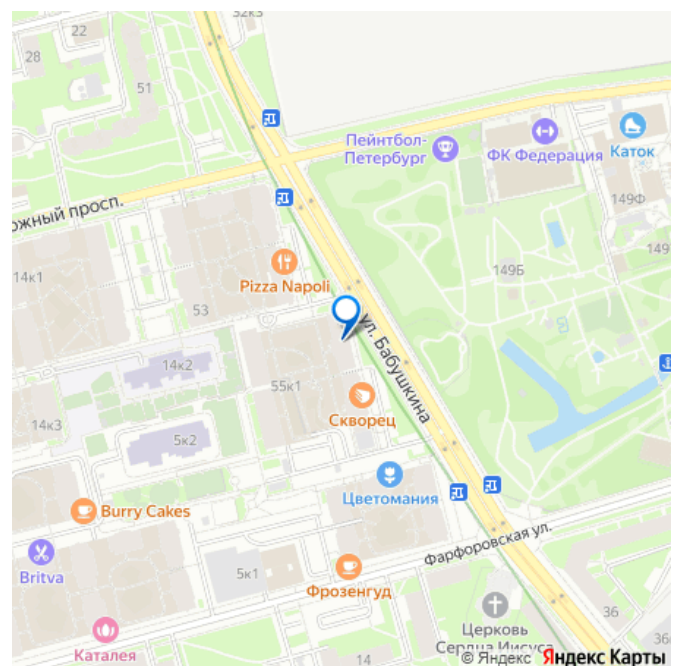 32к3
22
28
51
Пейнтбол-
Петербург
ФК Федерация
Каток
149Ф
ожный просп.
149
14к1
Pizza Napoli
149Б
53
ул. Бабушкина
14к2
55к1
14к3
Скворец
5к2
Цветомания
Burry Cakes
Фарфоровская ул.
Britva
5к1
Фрозенгуд
Каталея
14
Церковь
Сердца Иисуса
36
36
© Яндекс Яндекс Карты